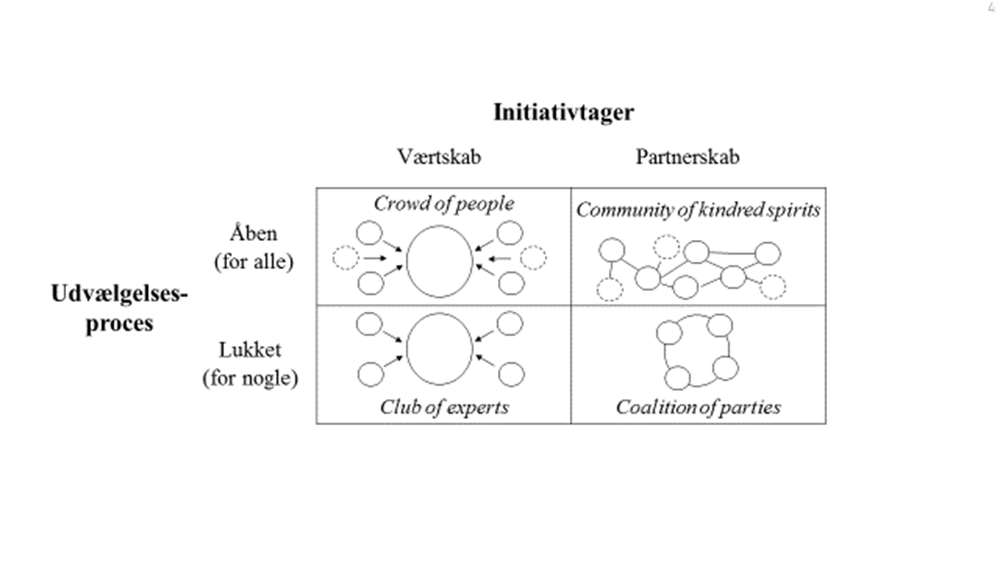 4
Initiativtager
Værtskab Partnerskab
Crowd of people
Community of kindred spirits
Åben
(for alle)
Udvælgelses-
proces
Lukket
(for nogle)
Club of experts
Coalition of parties